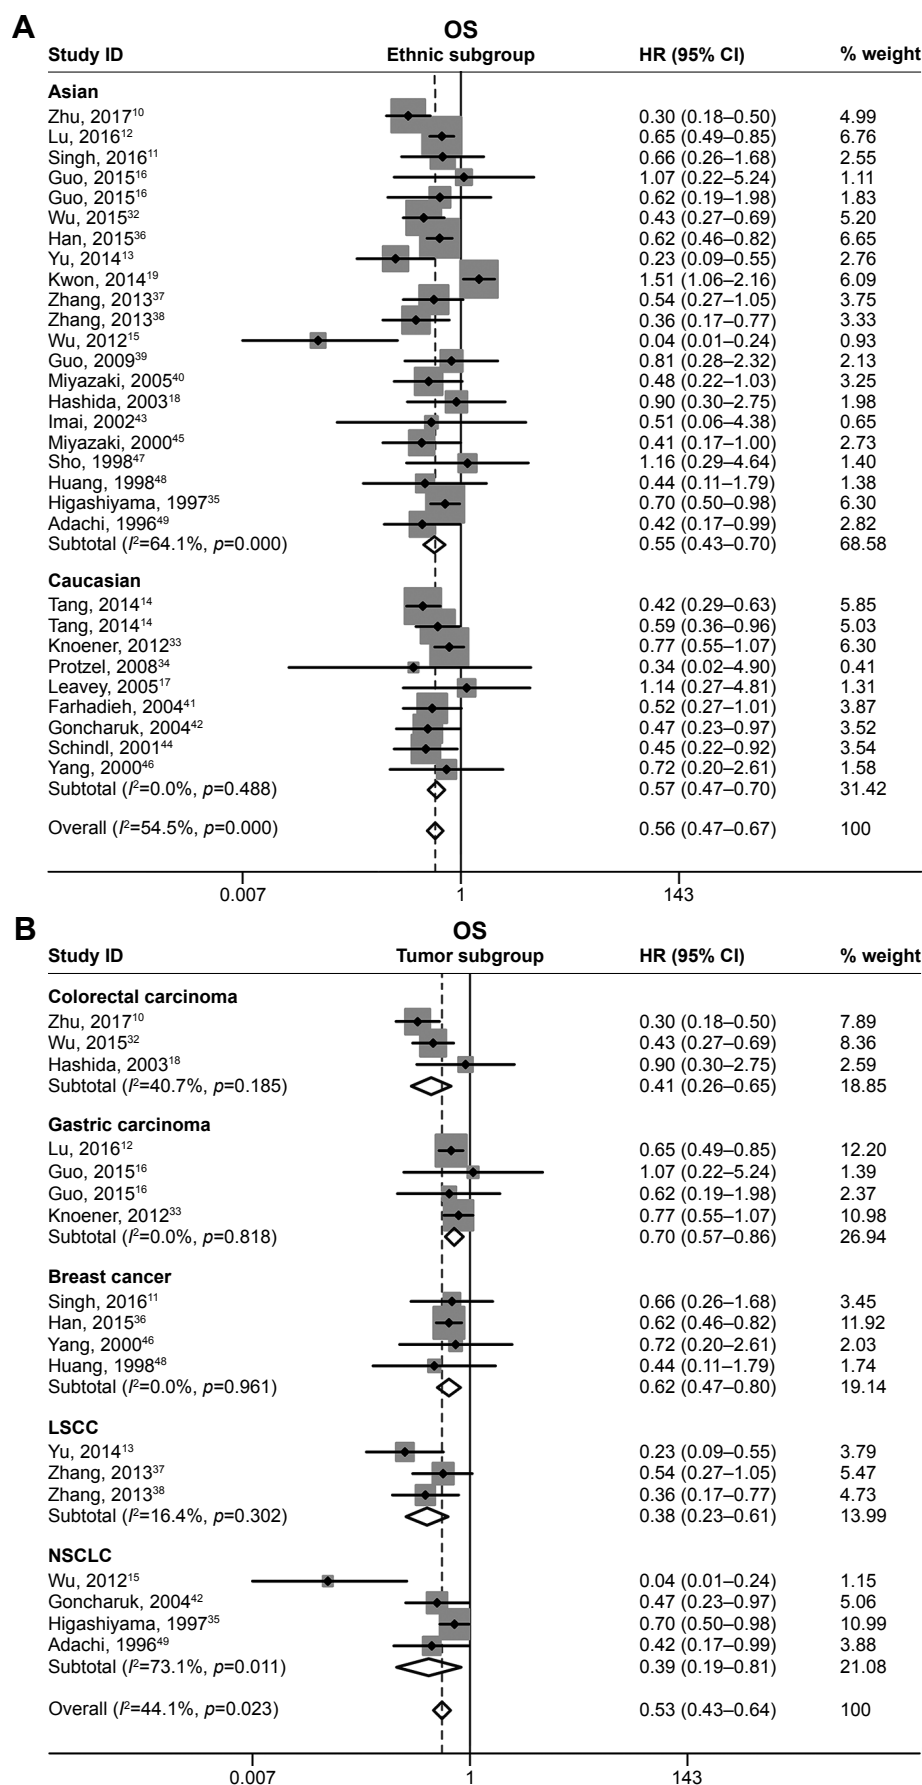 A
OS
Study ID Ethnic subgroup HR (95% CI) % weight
Asian
Zhu, 2017¹⁰ 0.30 (0.18–0.50) 4.99
Lu, 2016¹² 0.65 (0.49–0.85) 6.76
Singh, 2016¹¹ 0.66 (0.26–1.68) 2.55
Guo, 2015¹⁶ 1.07 (0.22–5.24) 1.11
Guo, 2015¹⁶ 0.62 (0.19–1.98) 1.83
Wu, 2015³² 0.43 (0.27–0.69) 5.20
Han, 2015³⁶ 0.62 (0.46–0.82) 6.65
Yu, 2014¹³ 0.23 (0.09–0.55) 2.76
Kwon, 2014¹⁹ 1.51 (1.06–2.16) 6.09
Zhang, 2013³⁷ 0.54 (0.27–1.05) 3.75
Zhang, 2013³⁸ 0.36 (0.17–0.77) 3.33
Wu, 2012¹⁵ 0.04 (0.01–0.24) 0.93
Guo, 2009³⁹ 0.81 (0.28–2.32) 2.13
Miyazaki, 2005⁴⁰ 0.48 (0.22–1.03) 3.25
Hashida, 2003¹⁸ 0.90 (0.30–2.75) 1.98
Imai, 2002⁴³ 0.51 (0.06–4.38) 0.65
Miyazaki, 2000⁴⁵ 0.41 (0.17–1.00) 2.73
Sho, 1998⁴⁷ 1.16 (0.29–4.64) 1.40
Huang, 1998⁴⁸ 0.44 (0.11–1.79) 1.38
Higashiyama, 1997³⁵ 0.70 (0.50–0.98) 6.30
Adachi, 1996⁴⁹ 0.42 (0.17–0.99) 2.82
Subtotal (I²=64.1%, p=0.000) 0.55 (0.43–0.70) 68.58
Caucasian
Tang, 2014¹⁴ 0.42 (0.29–0.63) 5.85
Tang, 2014¹⁴ 0.59 (0.36–0.96) 5.03
Knoener, 2012³³ 0.77 (0.55–1.07) 6.30
Protzel, 2008³⁴ 0.34 (0.02–4.90) 0.41
Leavey, 2005¹⁷ 1.14 (0.27–4.81) 1.31
Farhadieh, 2004⁴¹ 0.52 (0.27–1.01) 3.87
Goncharuk, 2004⁴² 0.47 (0.23–0.97) 3.52
Schindl, 2001⁴⁴ 0.45 (0.22–0.92) 3.54
Yang, 2000⁴⁶ 0.72 (0.20–2.61) 1.58
Subtotal (I²=0.0%, p=0.488) 0.57 (0.47–0.70) 31.42
Overall (I²=54.5%, p=0.000) 0.56 (0.47–0.67) 100
0.007 1 143
B
OS
Study ID Tumor subgroup HR (95% CI) % weight
Colorectal carcinoma
Zhu, 2017¹⁰ 0.30 (0.18–0.50) 7.89
Wu, 2015³² 0.43 (0.27–0.69) 8.36
Hashida, 2003¹⁸ 0.90 (0.30–2.75) 2.59
Subtotal (I²=40.7%, p=0.185) 0.41 (0.26–0.65) 18.85
Gastric carcinoma
Lu, 2016¹² 0.65 (0.49–0.85) 12.20
Guo, 2015¹⁶ 1.07 (0.22–5.24) 1.39
Guo, 2015¹⁶ 0.62 (0.19–1.98) 2.37
Knoener, 2012³³ 0.77 (0.55–1.07) 10.98
Subtotal (I²=0.0%, p=0.818) 0.70 (0.57–0.86) 26.94
Breast cancer
Singh, 2016¹¹ 0.66 (0.26–1.68) 3.45
Han, 2015³⁶ 0.62 (0.46–0.82) 11.92
Yang, 2000⁴⁶ 0.72 (0.20–2.61) 2.03
Huang, 1998⁴⁸ 0.44 (0.11–1.79) 1.74
Subtotal (I²=0.0%, p=0.961) 0.62 (0.47–0.80) 19.14
LSCC
Yu, 2014¹³ 0.23 (0.09–0.55) 3.79
Zhang, 2013³⁷ 0.54 (0.27–1.05) 5.47
Zhang, 2013³⁸ 0.36 (0.17–0.77) 4.73
Subtotal (I²=16.4%, p=0.302) 0.38 (0.23–0.61) 13.99
NSCLC
Wu, 2012¹⁵ 0.04 (0.01–0.24) 1.15
Goncharuk, 2004⁴² 0.47 (0.23–0.97) 5.06
Higashiyama, 1997³⁵ 0.70 (0.50–0.98) 10.99
Adachi, 1996⁴⁹ 0.42 (0.17–0.99) 3.88
Subtotal (I²=73.1%, p=0.011) 0.39 (0.19–0.81) 21.08
Overall (I²=44.1%, p=0.023) 0.53 (0.43–0.64) 100
0.007 1 143